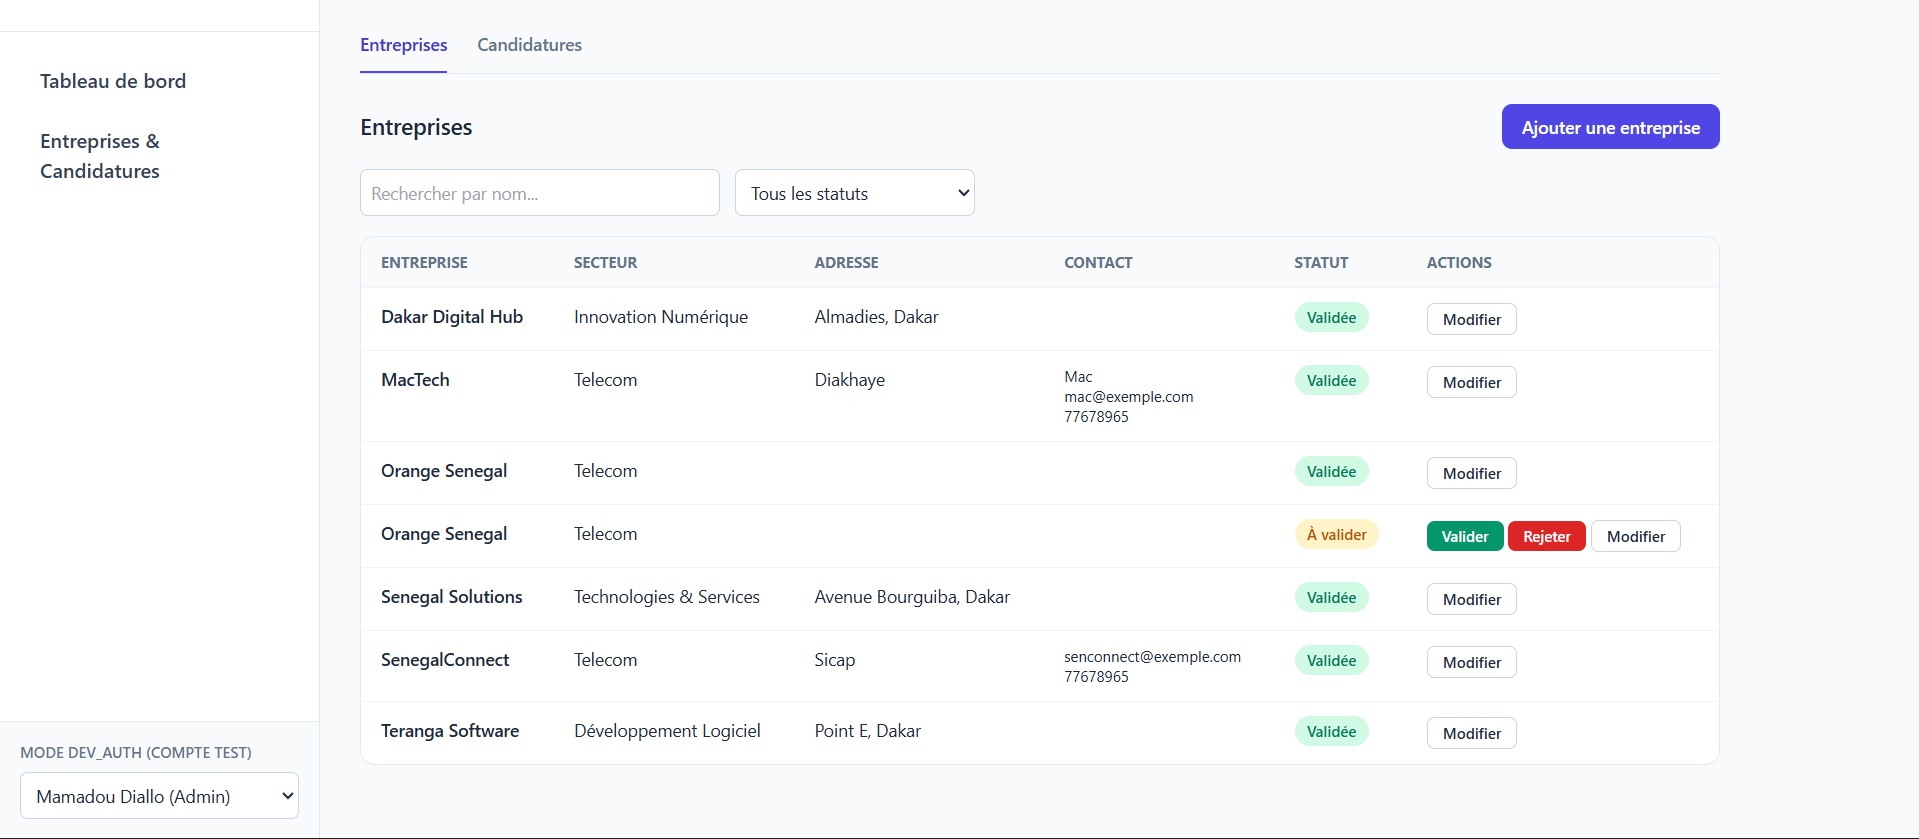 Tableau de bord
Entreprises &
Candidatures
MODE DEV_AUTH (COMPTE TEST)
Mamadou Diallo (Admin)
Entreprises Candidatures
Entreprises
Ajouter une entreprise
Rechercher par nom...
Tous les statuts
ENTREPRISE SECTEUR ADRESSE CONTACT STATUT ACTIONS
Dakar Digital Hub Innovation Numérique Almadies, Dakar Validée Modifier
MacTech Telecom Diakhaye Mac
mac@exemple.com
77678965
Validée Modifier
Orange Senegal Telecom Validée Modifier
Orange Senegal Telecom À valider Valider Rejeter Modifier
Senegal Solutions Technologies & Services Avenue Bourguiba, Dakar Validée Modifier
SenegalConnect Telecom Sicap senconnect@exemple.com
77678965
Validée Modifier
Teranga Software Développement Logiciel Point E, Dakar Validée Modifier